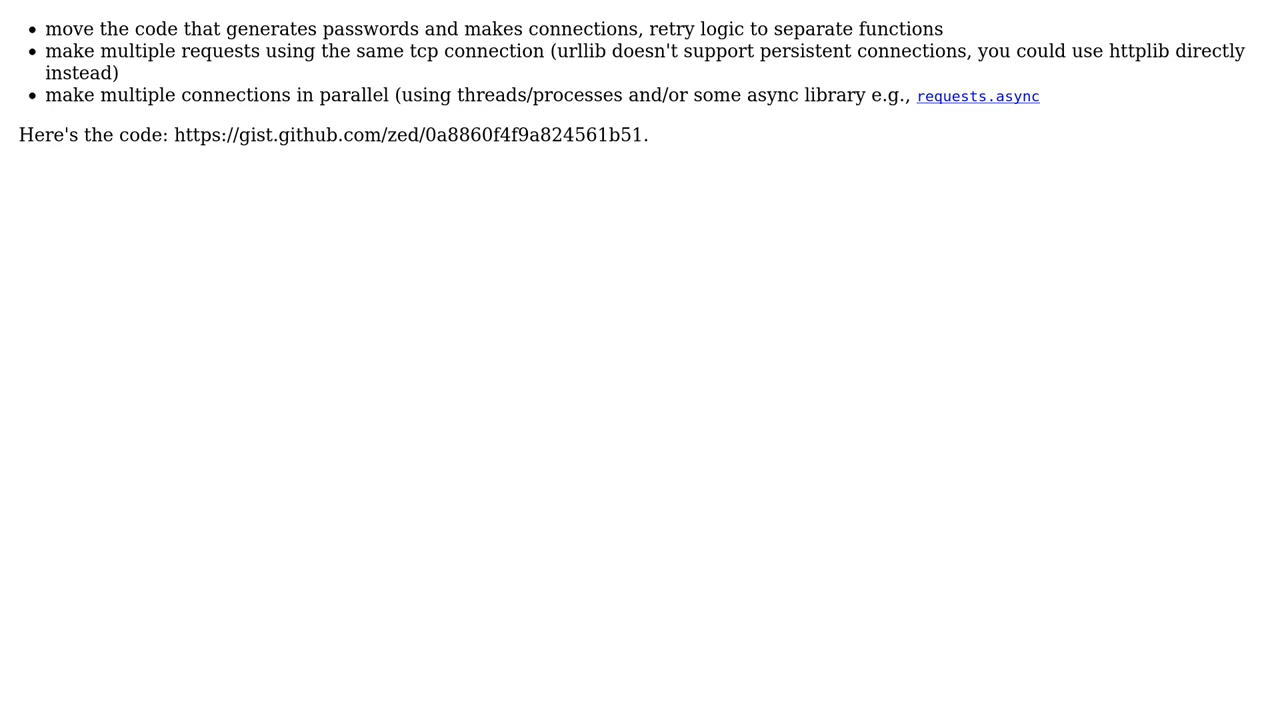 • move the code that generates passwords and makes connections, retry logic to separate functions
• make multiple requests using the same tcp connection (urllib doesn't support persistent connections, you could use httplib directly
instead)
• make multiple connections in parallel (using threads/processes and/or some async library e.g., requests.async
Here's the code: https://gist.github.com/zed/0a8860f4f9a824561b51.